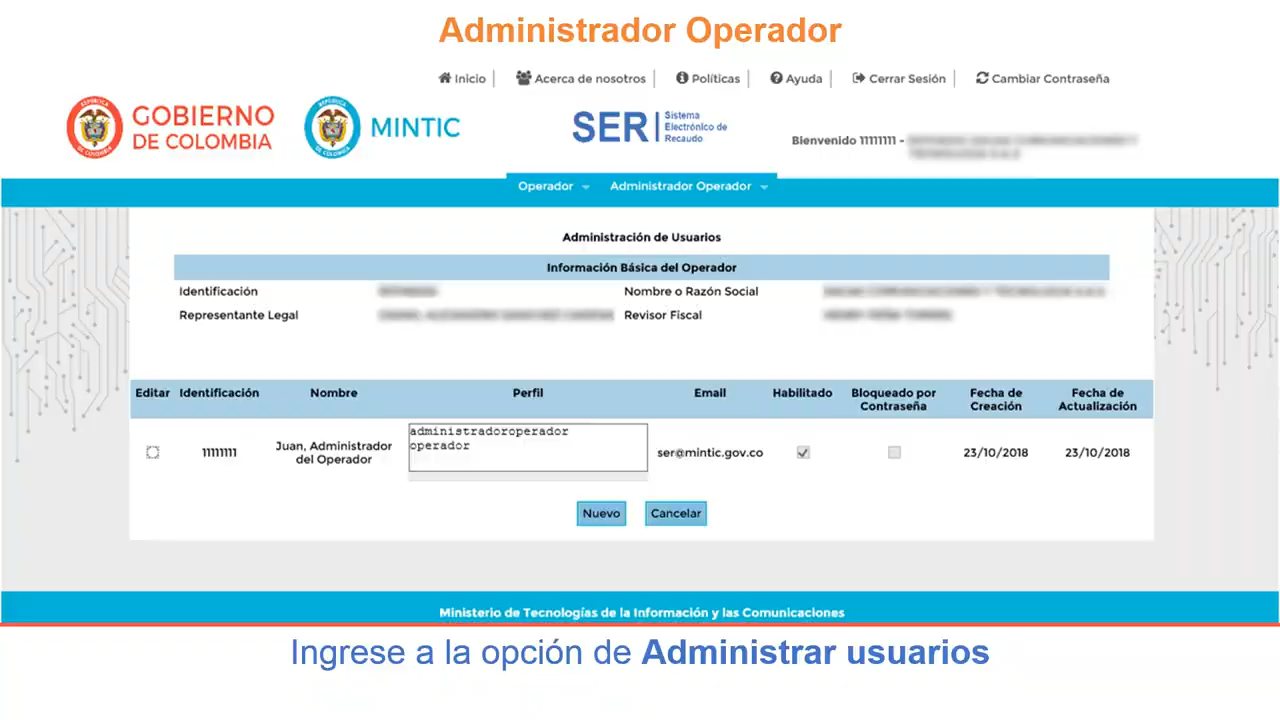 Administrador Operador
Inicio
Acerca de nosotros
Políticas
Ayuda
Cerrar Sesión
Cambiar Contraseña
GOBIERNO
DE COLOMBIA
MINTIC
SER
Sistema
Electrónico de
Recaudo
Bienvenido 11111111 -
Operador
Administrador Operador
Administración de Usuarios
Información Básica del Operador
Identificación
Nombre o Razón Social
Representante Legal
Revisor Fiscal
Editar
Identificación
Nombre
Perfil
Email
Habilitado
Bloqueado por
Contraseña
Fecha de
Creación
Fecha de
Actualización
11111111
Juan, Administrador
del Operador
administradoroperador
operador
ser@mintic.gov.co
23/10/2018
23/10/2018
Nuevo
Cancelar
Ministerio de Tecnologías de la Información y las Comunicaciones
Ingrese a la opción de Administrar usuarios